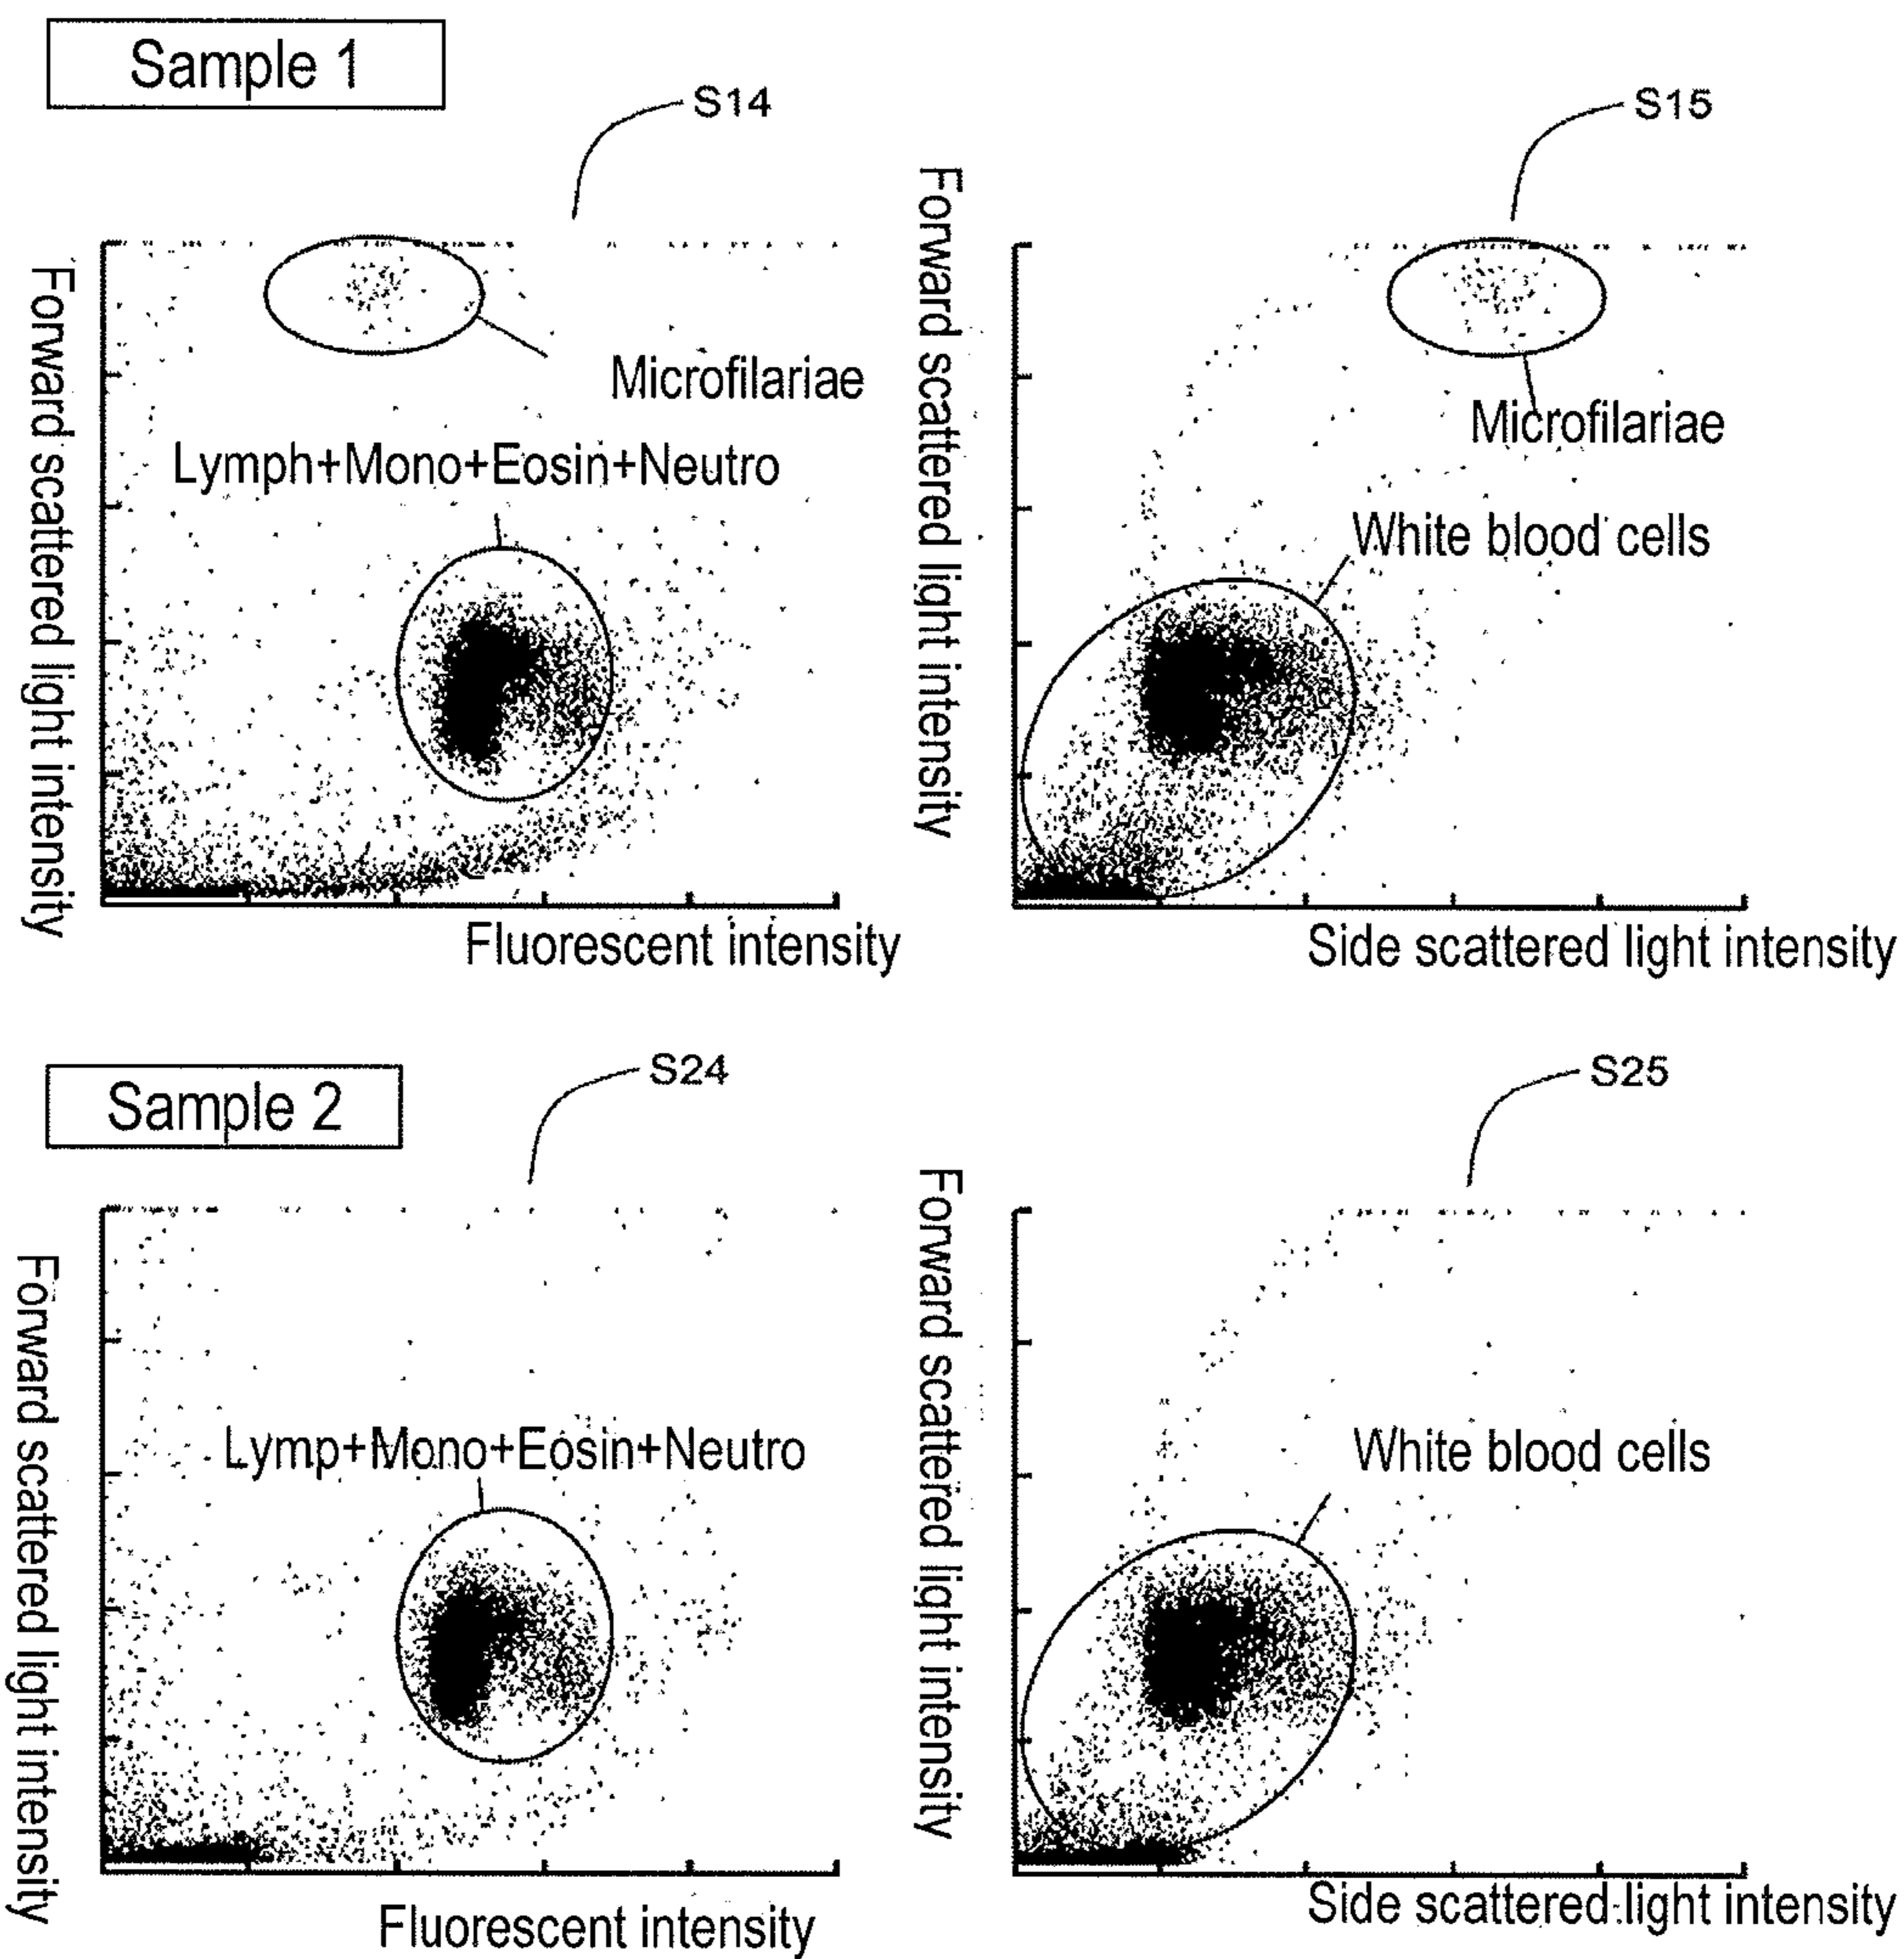 Sample 1
S14
S15
Forward scattered light intensity
Microfilariae
Lymph+Mono+Eosin+Neutro
Fluorescent intensity
Forward scattered light intensity
Microfilariae
White blood cells
Side scattered light intensity
Sample 2
S24
S25
Forward scattered light intensity
Lymp+Mono+Eosin+Neutro
Fluorescent intensity
Forward scattered light intensity
White blood cells
Side scattered light intensity